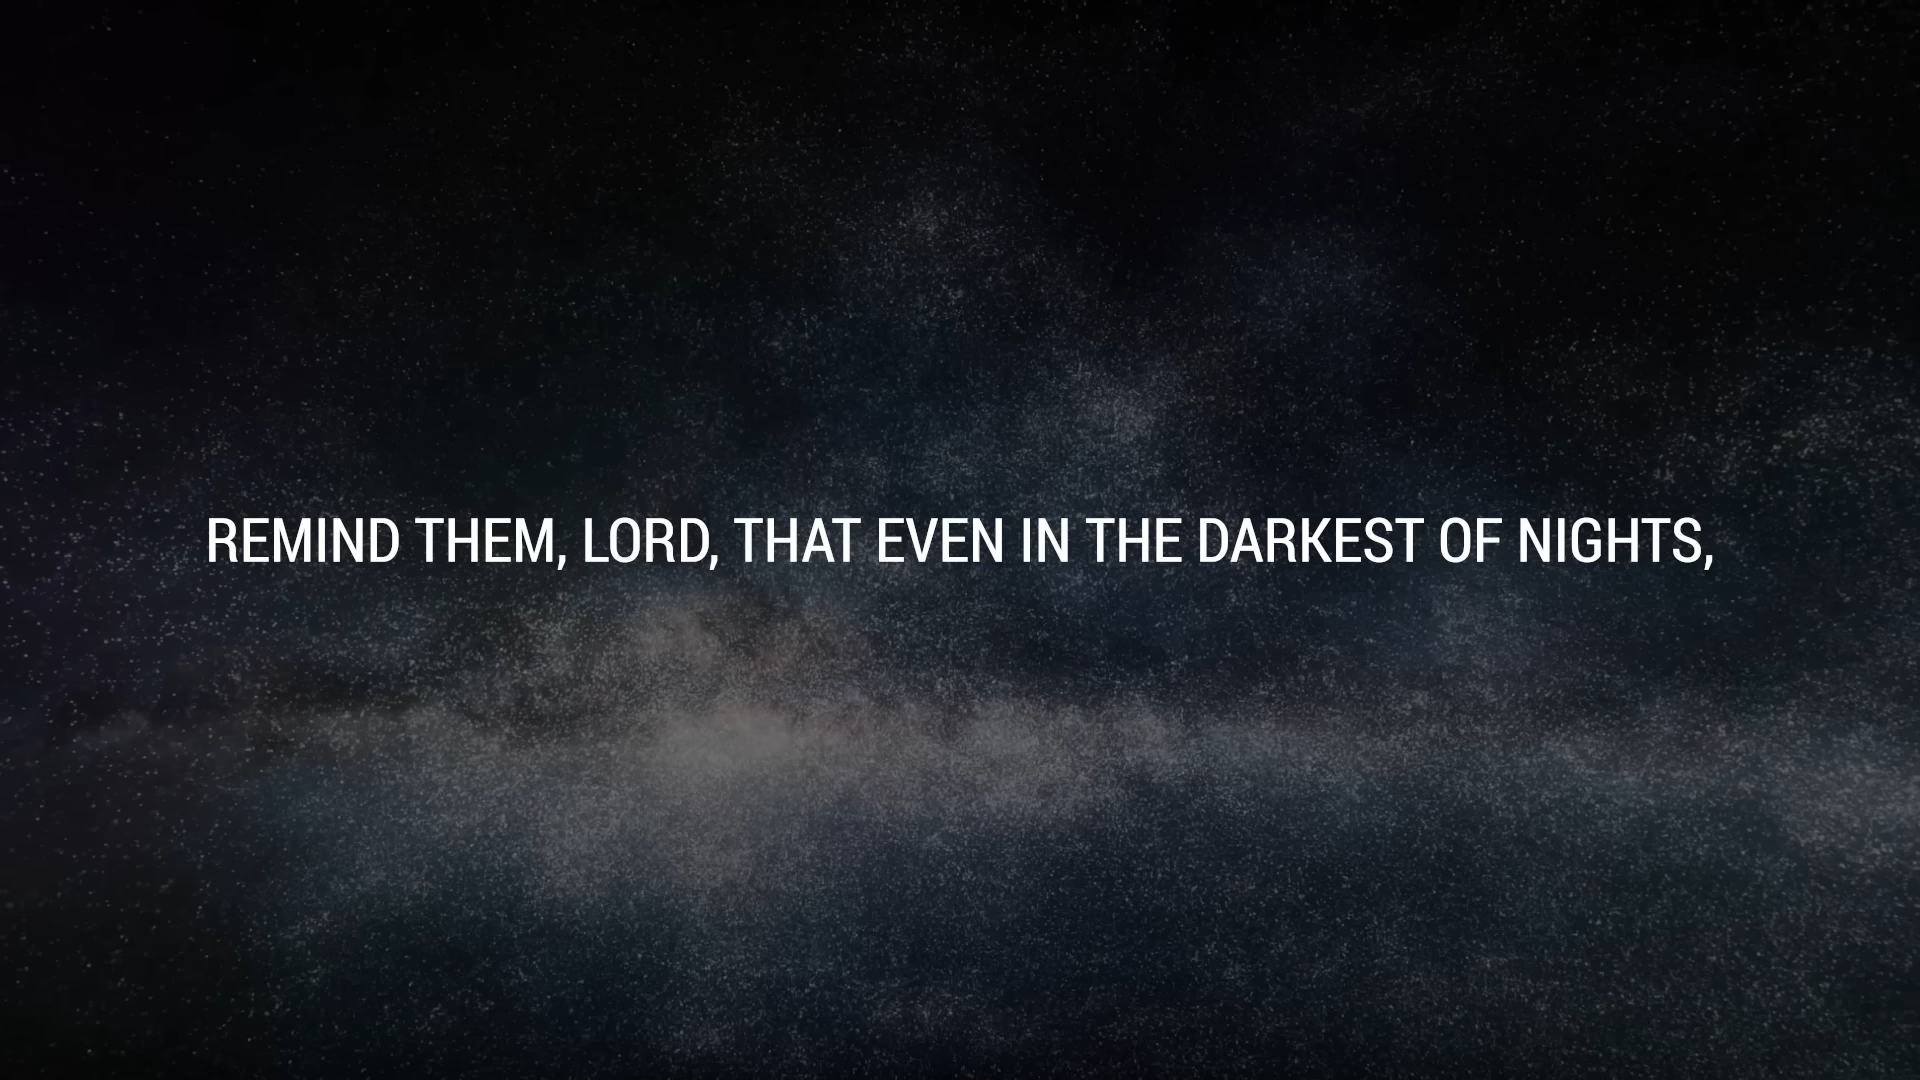 REMIND THEM, LORD, THAT EVEN IN THE DARKEST OF NIGHTS,